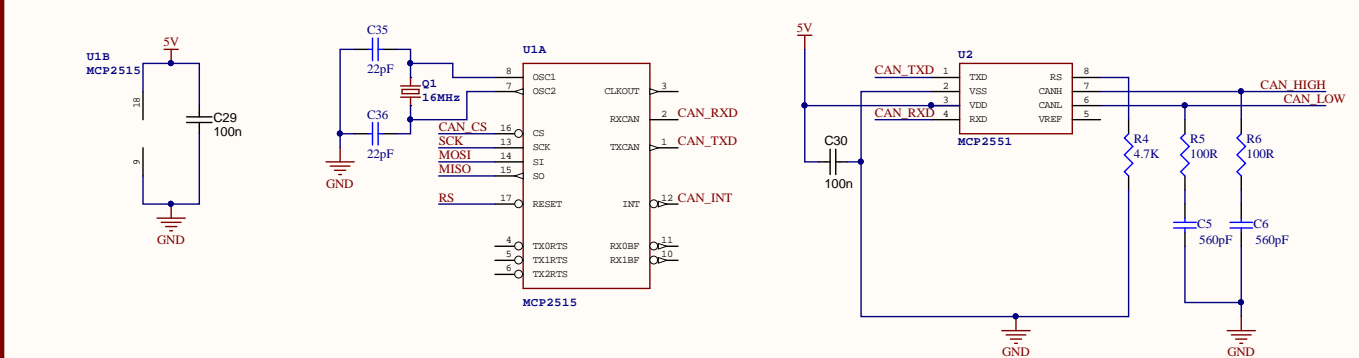 U1B
MCP2515
5V
18
9
C29
100n
GND
C35
22pF
Q1
16MHz
C36
22pF
GND
U1A
8 OSC1
7 OSC2
CLKOUT 3
RXCAN 2 CAN_RXD
CAN_CS 16 CS
SCK 13 SCK
TXCAN 1 CAN_TXD
MOSI 14 SI
MISO 15 SO
RS 17 RESET
INT 12 CAN_INT
4 TX0RTS
RX0BF 11
5 TX1RTS
RX1BF 10
6 TX2RTS
MCP2515
5V
C30
100n
U2
CAN_TXD 1 TXD
RS 8
2 VSS
CANH 7 CAN_HIGH
3 VDD
CANL 6 CAN_LOW
CAN_RXD 4 RXD
VREF 5
MCP2551
R4
4.7K
R5
100R
R6
100R
C5
560pF
C6
560pF
GND
GND